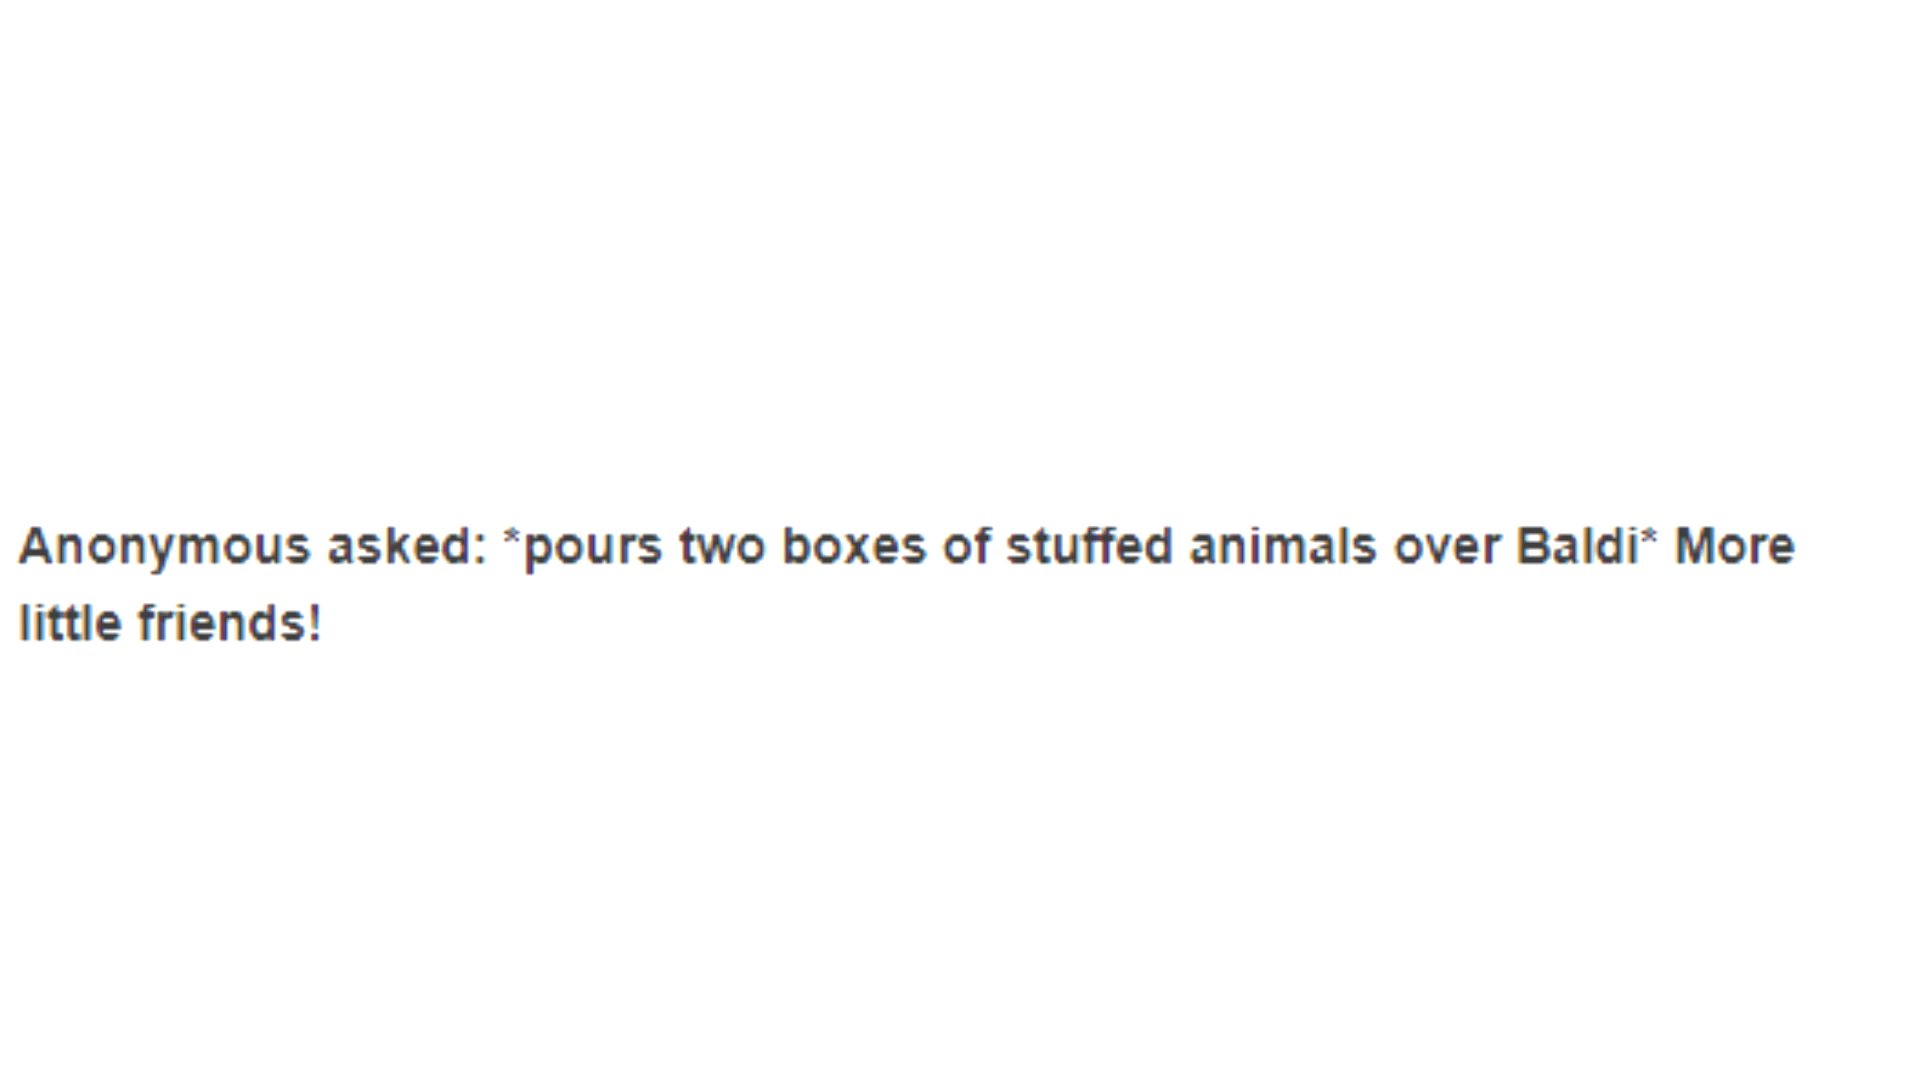 Anonymous asked: *pours two boxes of stuffed animals over Baldi* More
little friends!